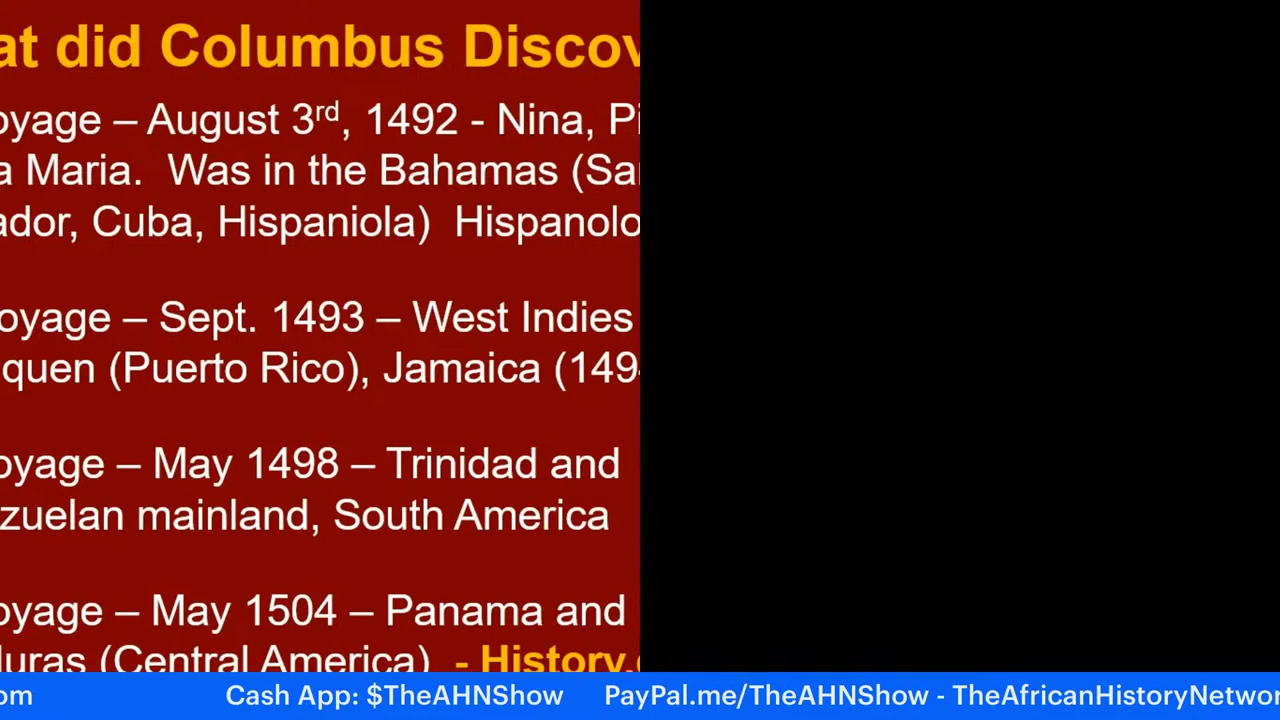 at did Columbus Discov
oyage – August 3rd, 1492 - Nina, Pi
a Maria. Was in the Bahamas (Sa
ador, Cuba, Hispaniola) Hispanolo
oyage – Sept. 1493 – West Indies
quen (Puerto Rico), Jamaica (149
oyage – May 1498 – Trinidad and
zuelan mainland, South America
oyage – May 1504 – Panama and
uras (Central America) - History.
om Cash App: $TheAHNShow PayPal.me/TheAHNShow - TheAfricanHistoryNetwor